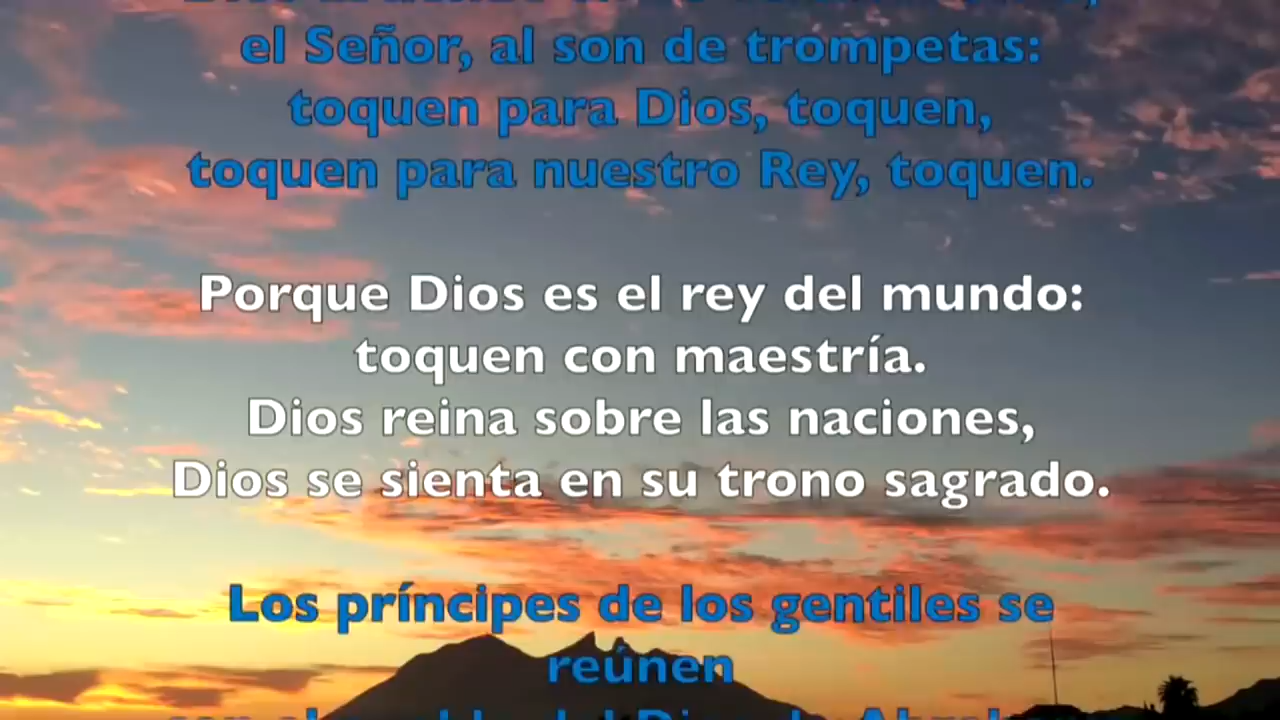 el Señor, al son de trompetas:
toquen para Dios, toquen,
toquen para nuestro Rey, toquen.
Porque Dios es el rey del mundo:
toquen con maestría.
Dios reina sobre las naciones,
Dios se sienta en su trono sagrado.
Los príncipes de los gentiles se
reúnen